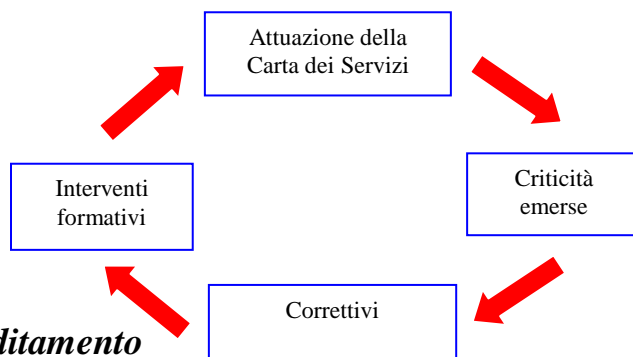 Attuazione della
Carta dei Servizi
Criticità
emerse
Correttivi
Interventi
formativi